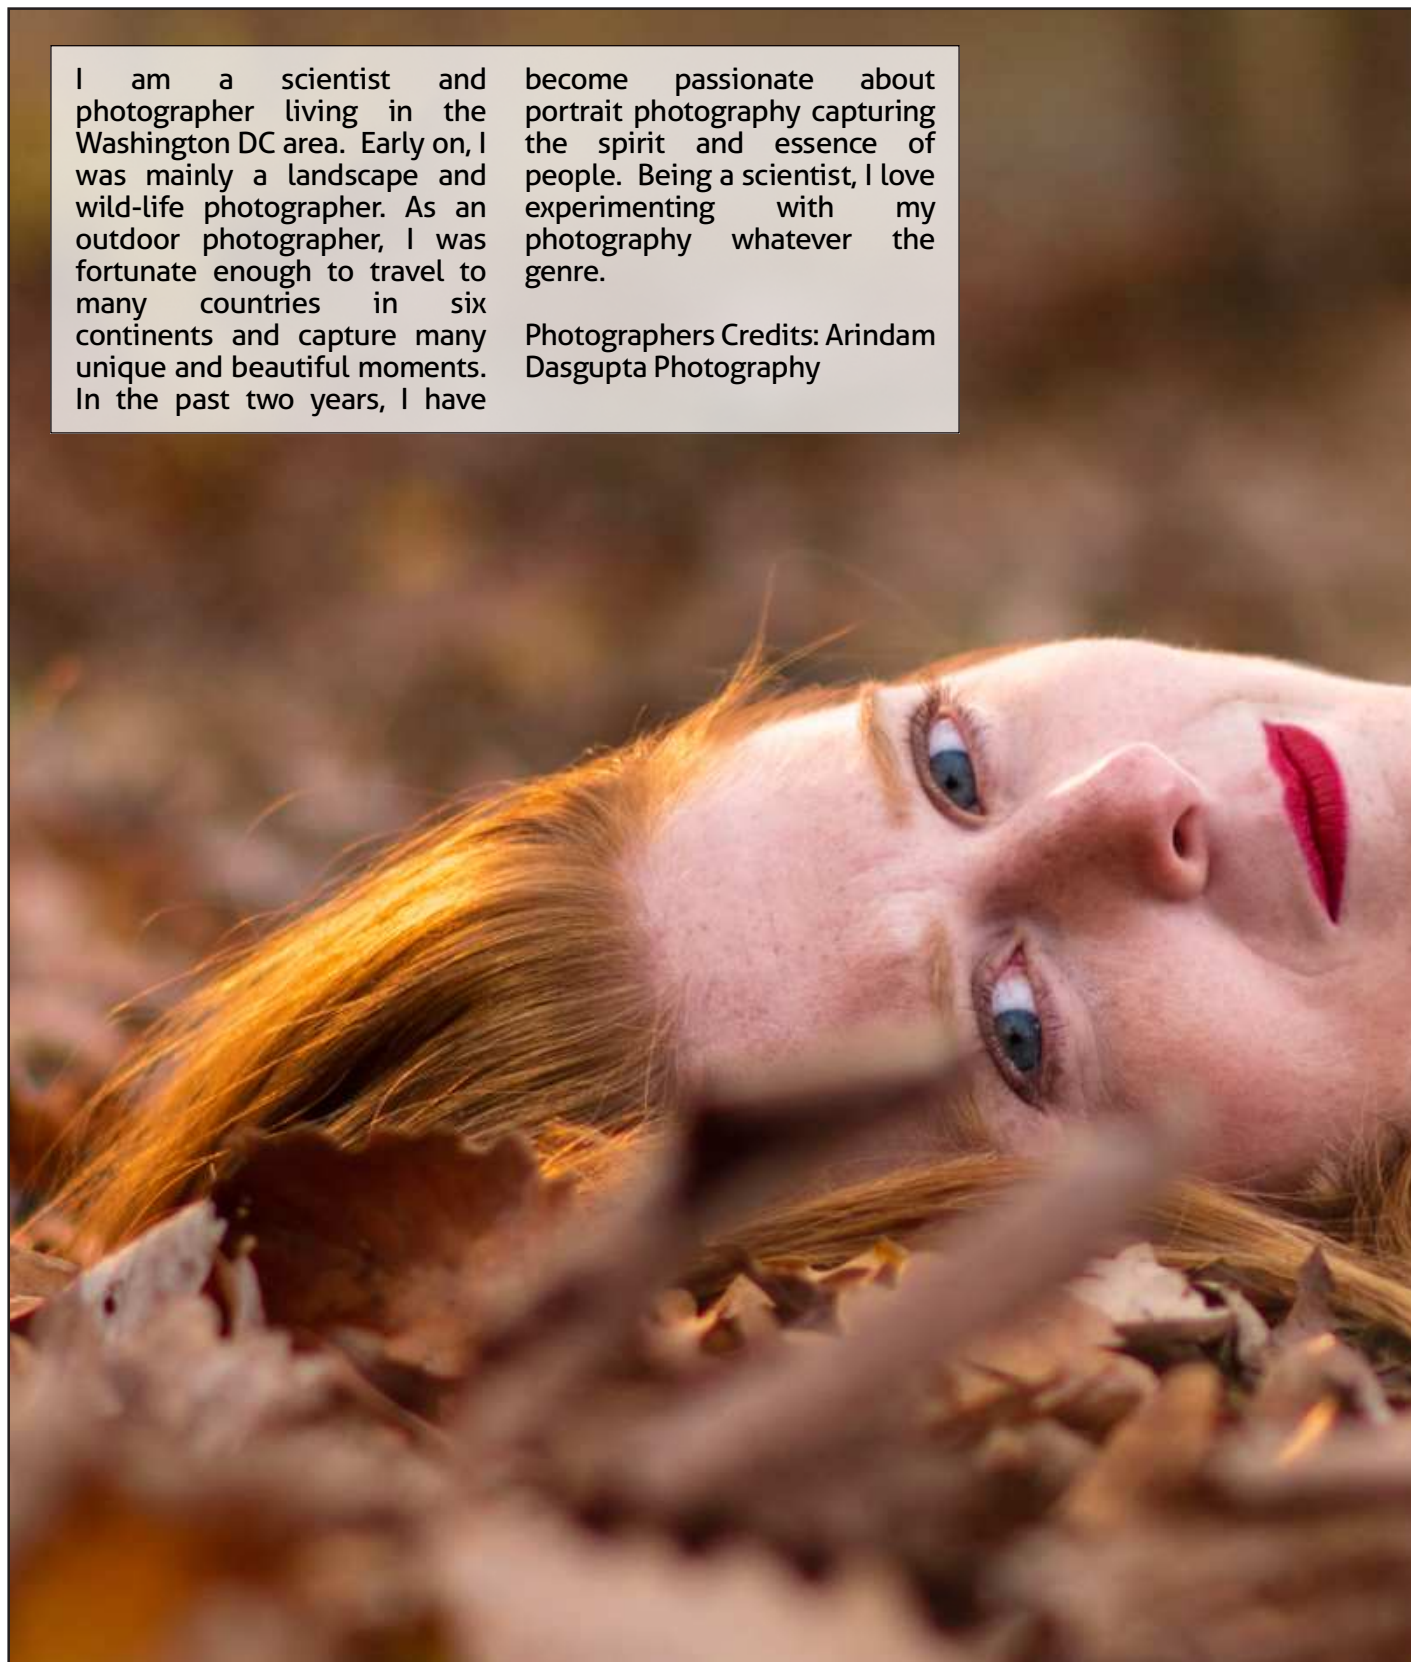 I am a scientist and
photographer living in the
Washington DC area. Early on, I
was mainly a landscape and
wild-life photographer. As an
outdoor photographer, I was
fortunate enough to travel to
many countries in six
continents and capture many
unique and beautiful moments.
In the past two years, I have
become passionate about
portrait photography capturing
the spirit and essence of
people. Being a scientist, I love
experimenting with my
photography whatever the
genre.
Photographers Credits: Arindam
Dasgupta Photography